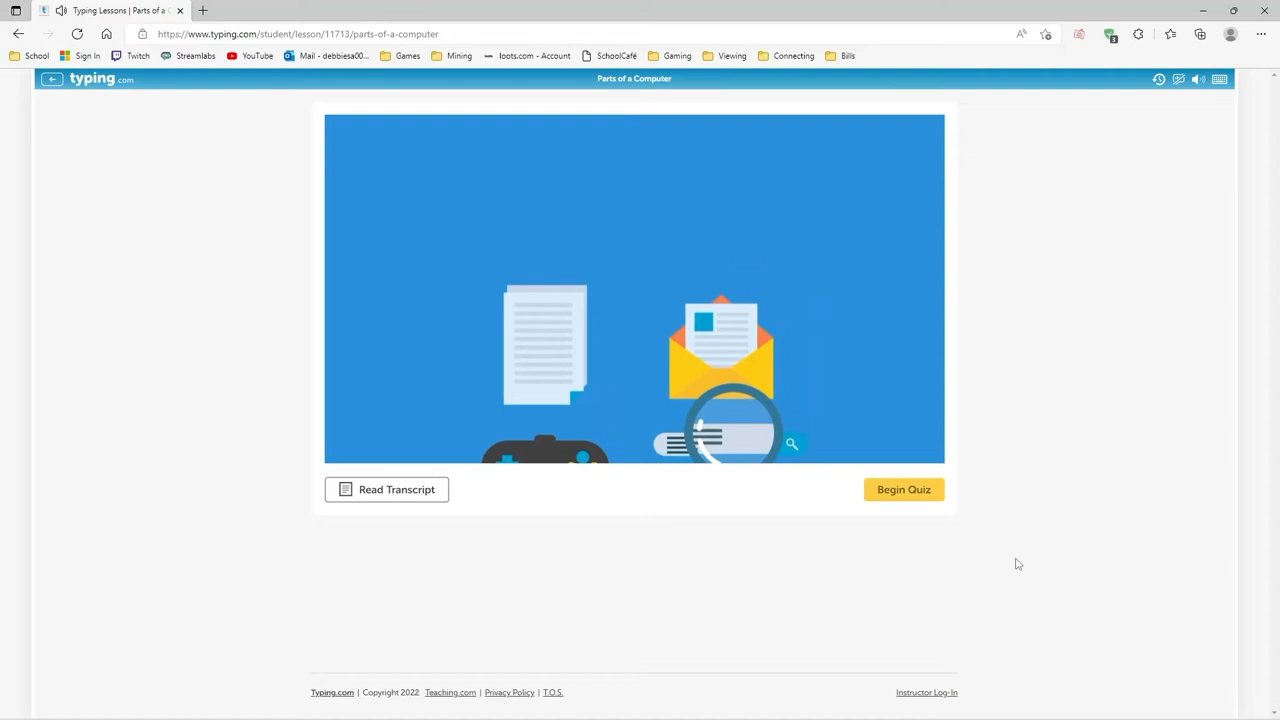 Typing Lessons | Parts of a C
https://www.typing.com/student/lesson/11713/parts-of-a-computer
3
School Sign In Twitch Streamlabs YouTube Mail - debbiesa00... Games Mining loots.com - Account SchoolCafé Gaming Viewing Connecting Bills
typing.com Parts of a Computer
Read Transcript Begin Quiz
Typing.com | Copyright 2022 Teaching.com | Privacy Policy | T.O.S. Instructor Log-In